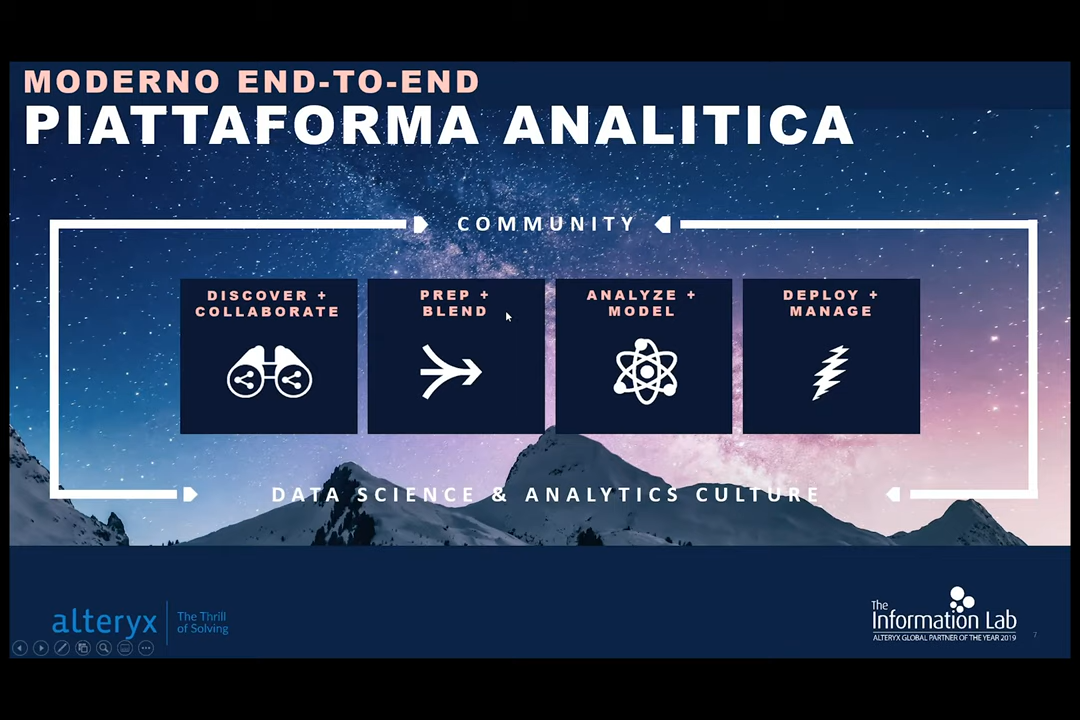 MODERNO END-TO-END
PIATTAFORMA ANALITICA
COMMUNITY
DISCOVER +
COLLABORATE
PREP +
BLEND
ANALYZE +
MODEL
DEPLOY +
MANAGE
DATA SCIENCE & ANALYTICS CULTURE
alteryx
The Thrill
of Solving
The
Information Lab
ALTERYX GLOBAL PARTNER OF THE YEAR 2019
7